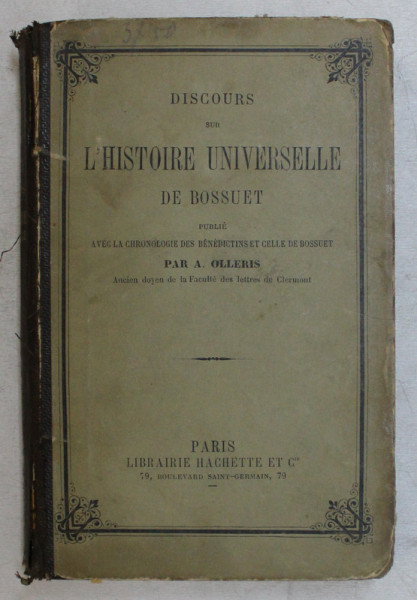 DISCOURS
SUR
L'HISTOIRE UNIVERSELLE
DE BOSSUET
PUBLIÉ
AVEC LA CHRONOLOGIE DES BÉNÉDICTINS ET CELLE DE BOSSUET
PAR A. OLLERIS
Ancien doyen de la Faculté des lettres de Clermont
PARIS
LIBRAIRIE HACHETTE ET Cie
79, BOULEVARD SAINT-GERMAIN, 79